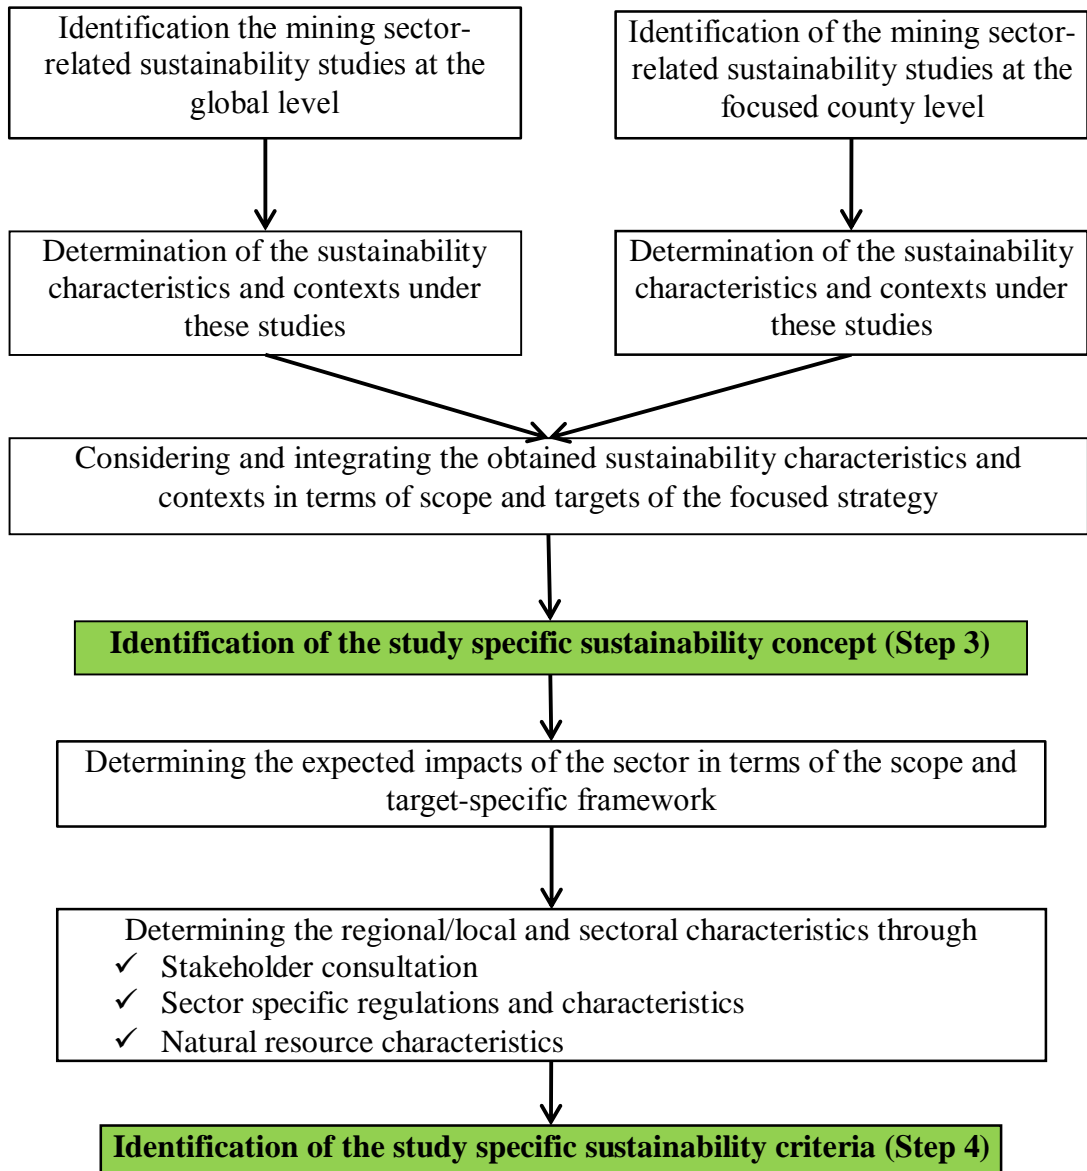 Identification the mining sector-
related sustainability studies at the
global level
Identification of the mining sector-
related sustainability studies at the
focused county level
Determination of the sustainability
characteristics and contexts under
these studies
Determination of the sustainability
characteristics and contexts under
these studies
Considering and integrating the obtained sustainability characteristics and
contexts in terms of scope and targets of the focused strategy
Identification of the study specific sustainability concept (Step 3)
Determining the expected impacts of the sector in terms of the scope and
target-specific framework
Determining the regional/local and sectoral characteristics through
✓ Stakeholder consultation
✓ Sector specific regulations and characteristics
✓ Natural resource characteristics
Identification of the study specific sustainability criteria (Step 4)